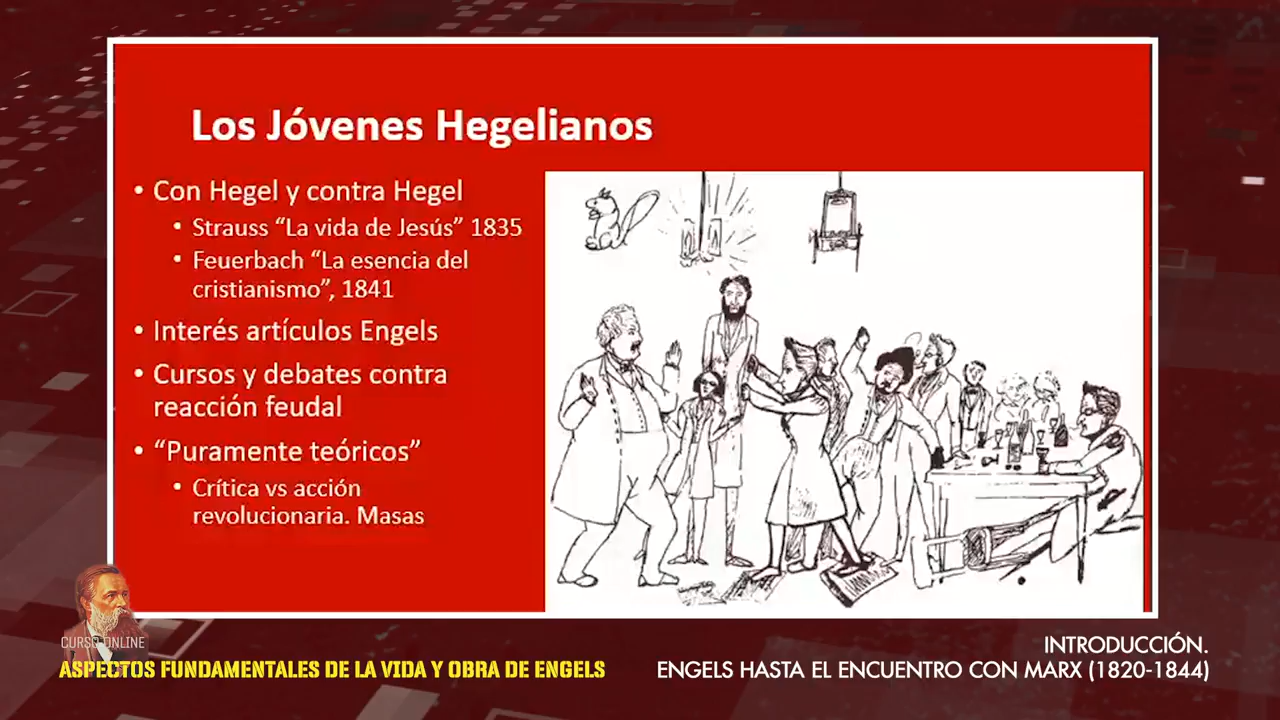 Los Jóvenes Hegelianos
• Con Hegel y contra Hegel
• Strauss “La vida de Jesús” 1835
• Feuerbach “La esencia del
cristianismo”, 1841
• Interés artículos Engels
• Cursos y debates contra
reacción feudal
• “Puramente teóricos”
• Crítica vs acción
revolucionaria. Masas
CURSO ONLINE
ASPECTOS FUNDAMENTALES DE LA VIDA Y OBRA DE ENGELS
INTRODUCCIÓN.
ENGELS HASTA EL ENCUENTRO CON MARX (1820-1844)